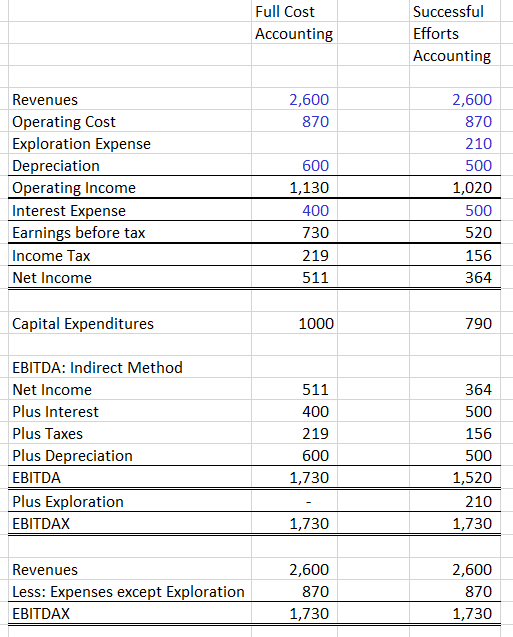 Full Cost Successful
Accounting Efforts
Accounting
Revenues 2,600 2,600
Operating Cost 870 870
Exploration Expense 210
Depreciation 600 500
Operating Income 1,130 1,020
Interest Expense 400 500
Earnings before tax 730 520
Income Tax 219 156
Net Income 511 364
Capital Expenditures 1000 790
EBITDA: Indirect Method
Net Income 511 364
Plus Interest 400 500
Plus Taxes 219 156
Plus Depreciation 600 500
EBITDA 1,730 1,520
Plus Exploration - 210
EBITDAX 1,730 1,730
Revenues 2,600 2,600
Less: Expenses except Exploration 870 870
EBITDAX 1,730 1,730